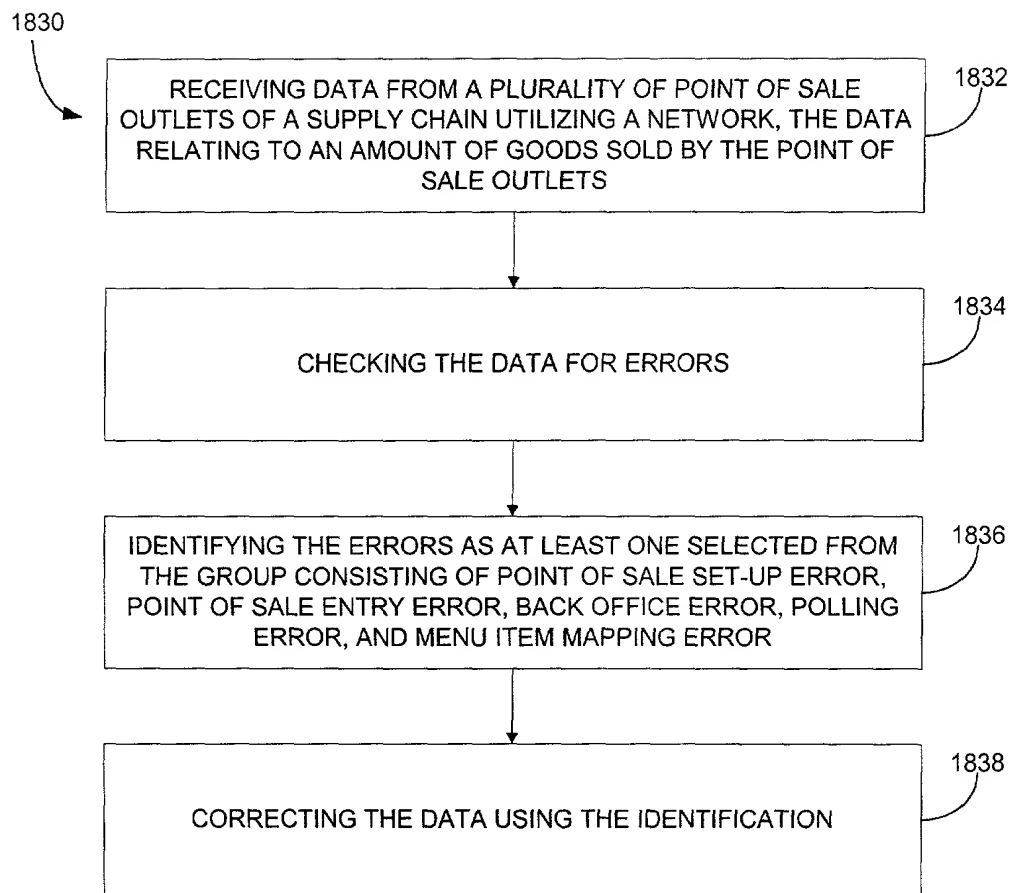 1830
RECEIVING DATA FROM A PLURALITY OF POINT OF SALE
OUTLETS OF A SUPPLY CHAIN UTILIZING A NETWORK, THE DATA
RELATING TO AN AMOUNT OF GOODS SOLD BY THE POINT OF
SALE OUTLETS
1832
CHECKING THE DATA FOR ERRORS
1834
IDENTIFYING THE ERRORS AS AT LEAST ONE SELECTED FROM
THE GROUP CONSISTING OF POINT OF SALE SET-UP ERROR,
POINT OF SALE ENTRY ERROR, BACK OFFICE ERROR, POLLING
ERROR, AND MENU ITEM MAPPING ERROR
1836
CORRECTING THE DATA USING THE IDENTIFICATION
1838